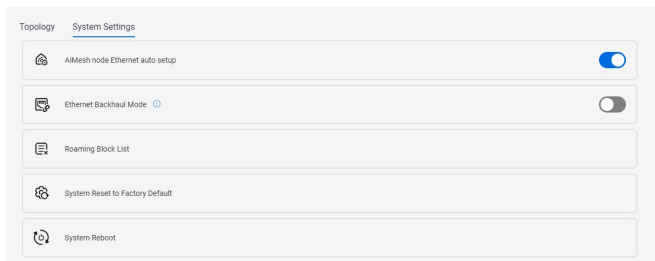 Topology System Settings
AiMesh node Ethernet auto setup
Ethernet Backhaul Mode
Roaming Block List
System Reset to Factory Default
System Reboot